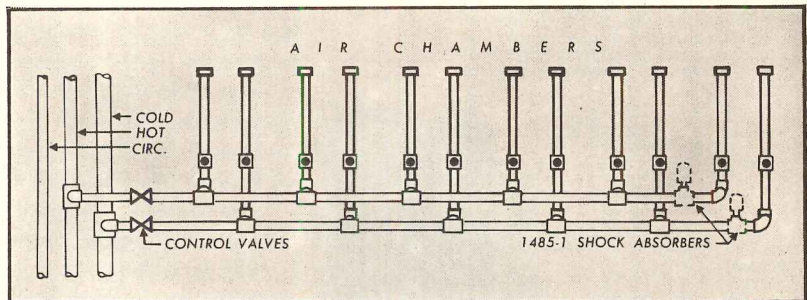 AIR CHAMBERS
COLD
HOT
CIRC.
CONTROL VALVES
1485-1 SHOCK ABSORBERS